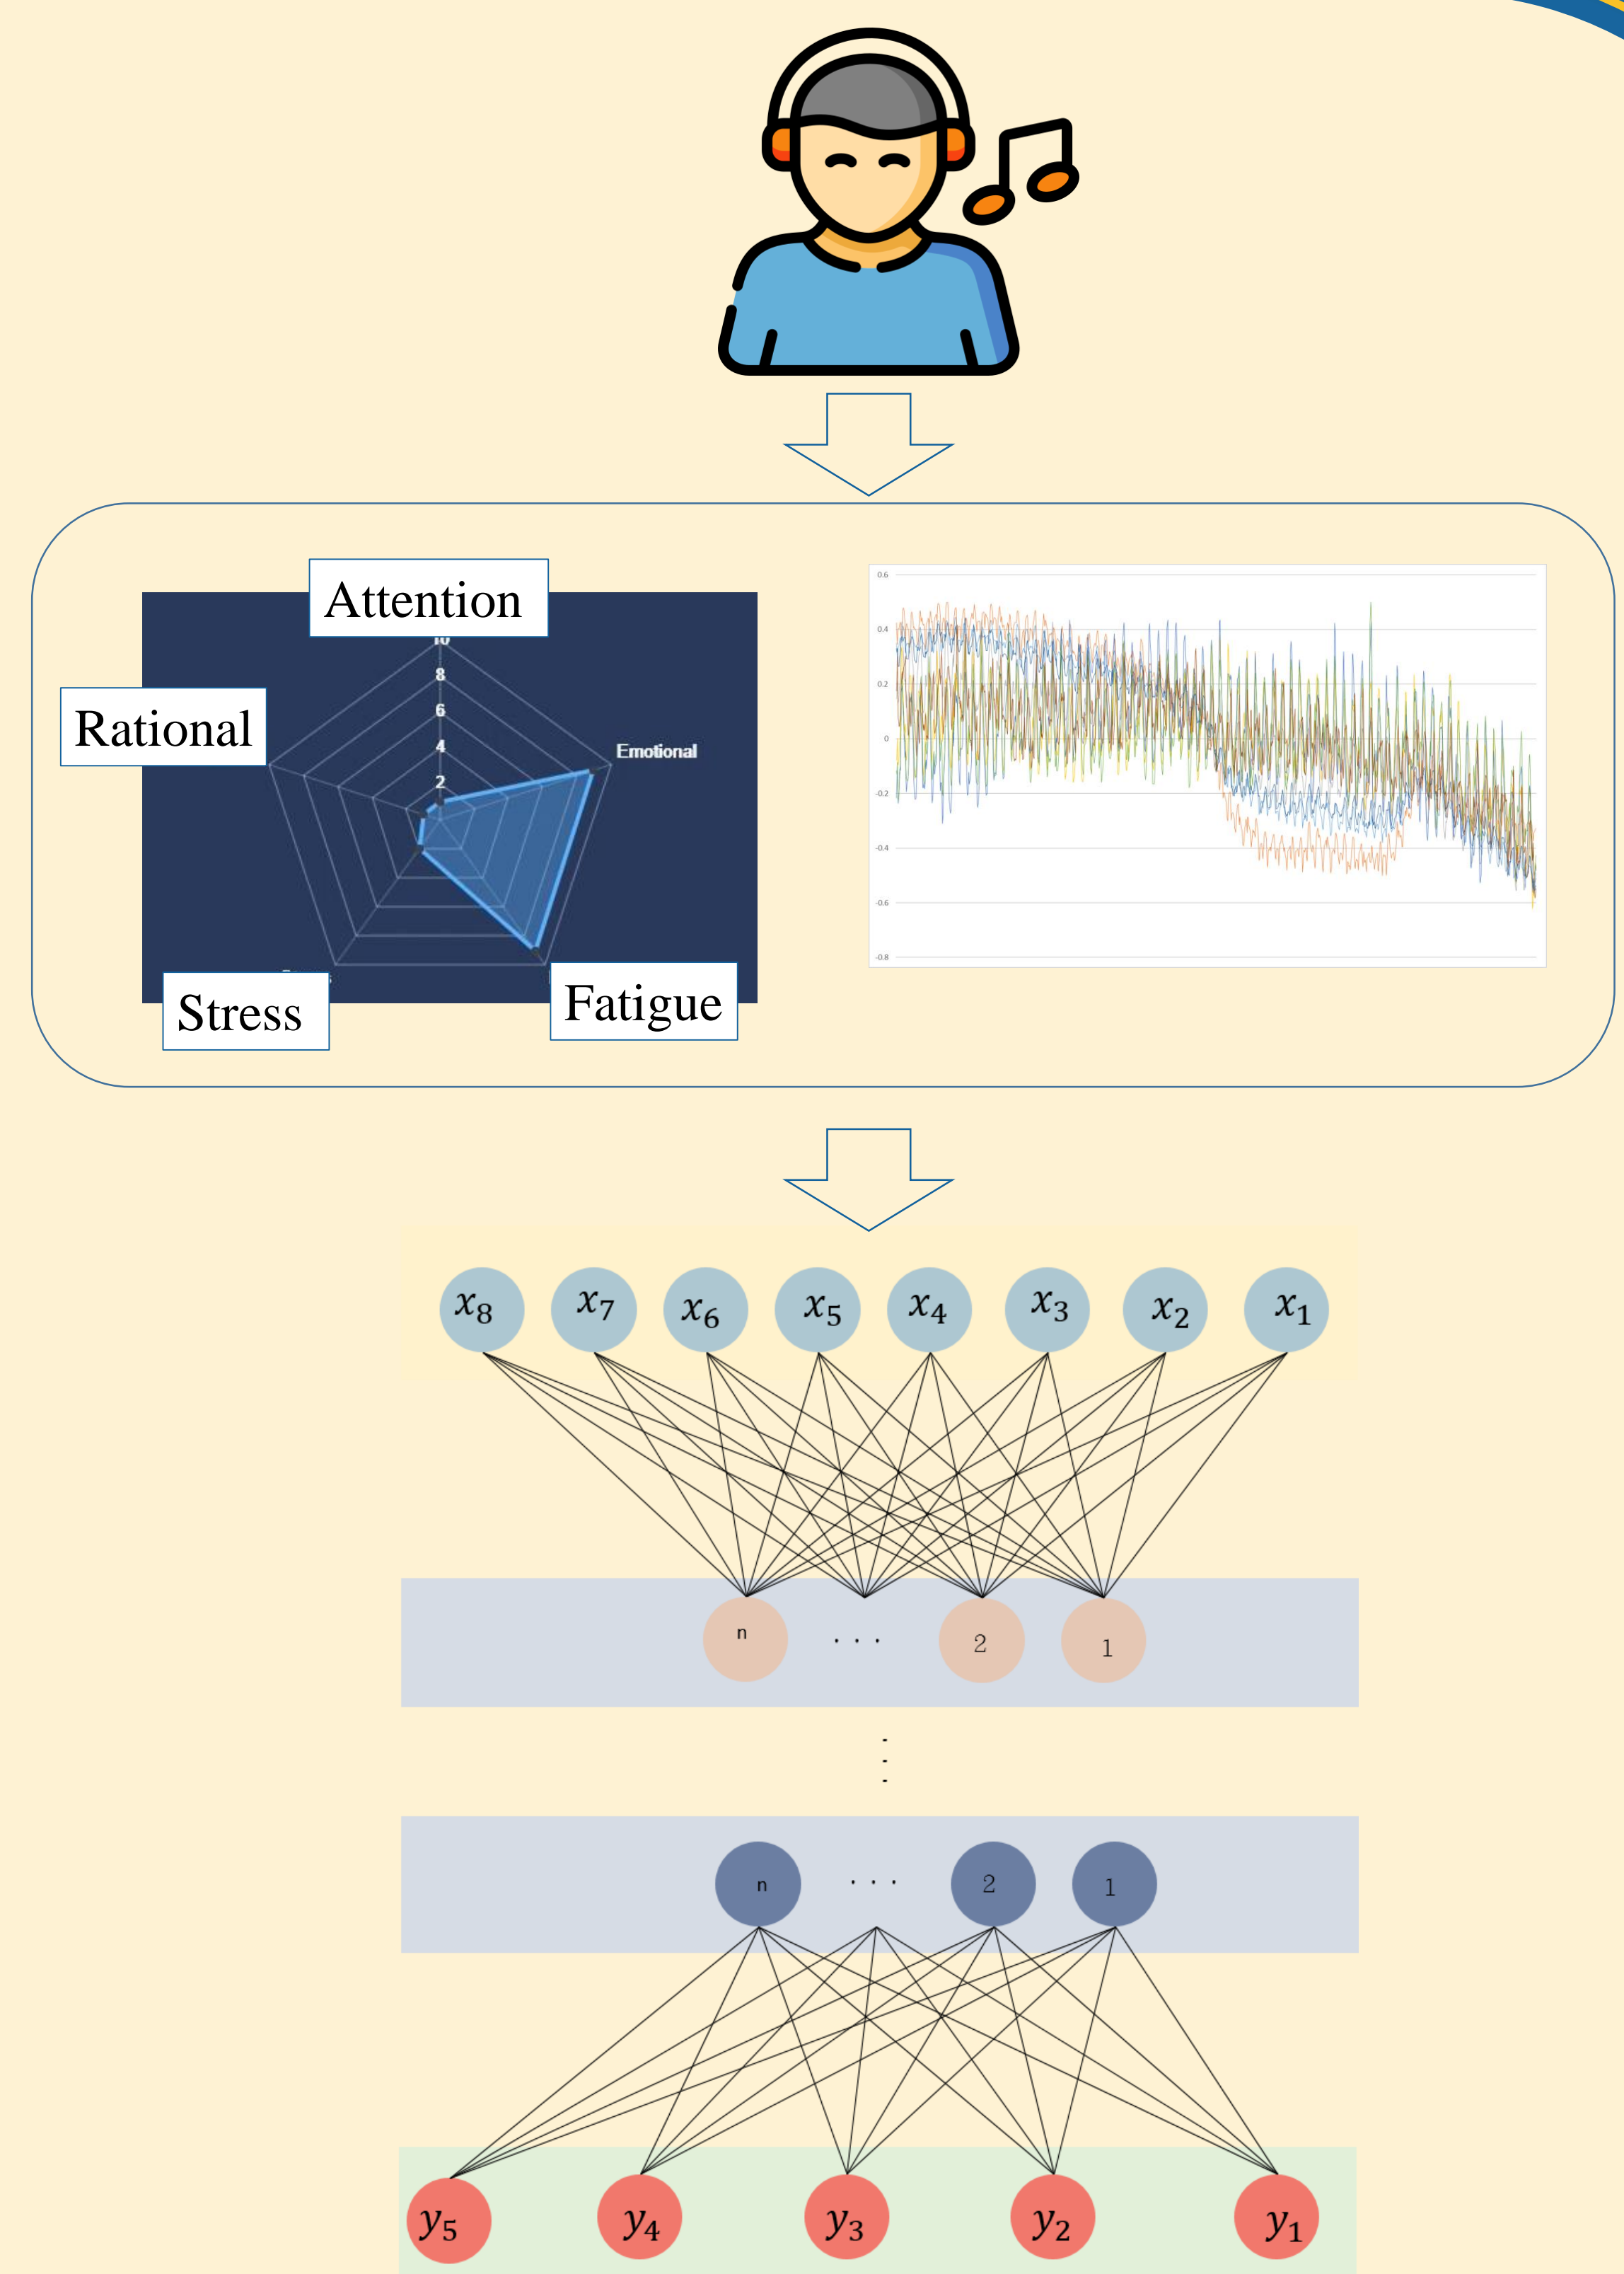 Attention
10
8
6
4
2
Rational
Emotional
Stress
Fatigue
0.6
0.4
0.2
0
-0.2
-0.4
-0.6
-0.8
x₈ x₇ x₆ x₅ x₄ x₃ x₂ x₁
n ... 2 1
⋮
n ... 2 1
y₅ y₄ y₃ y₂ y₁